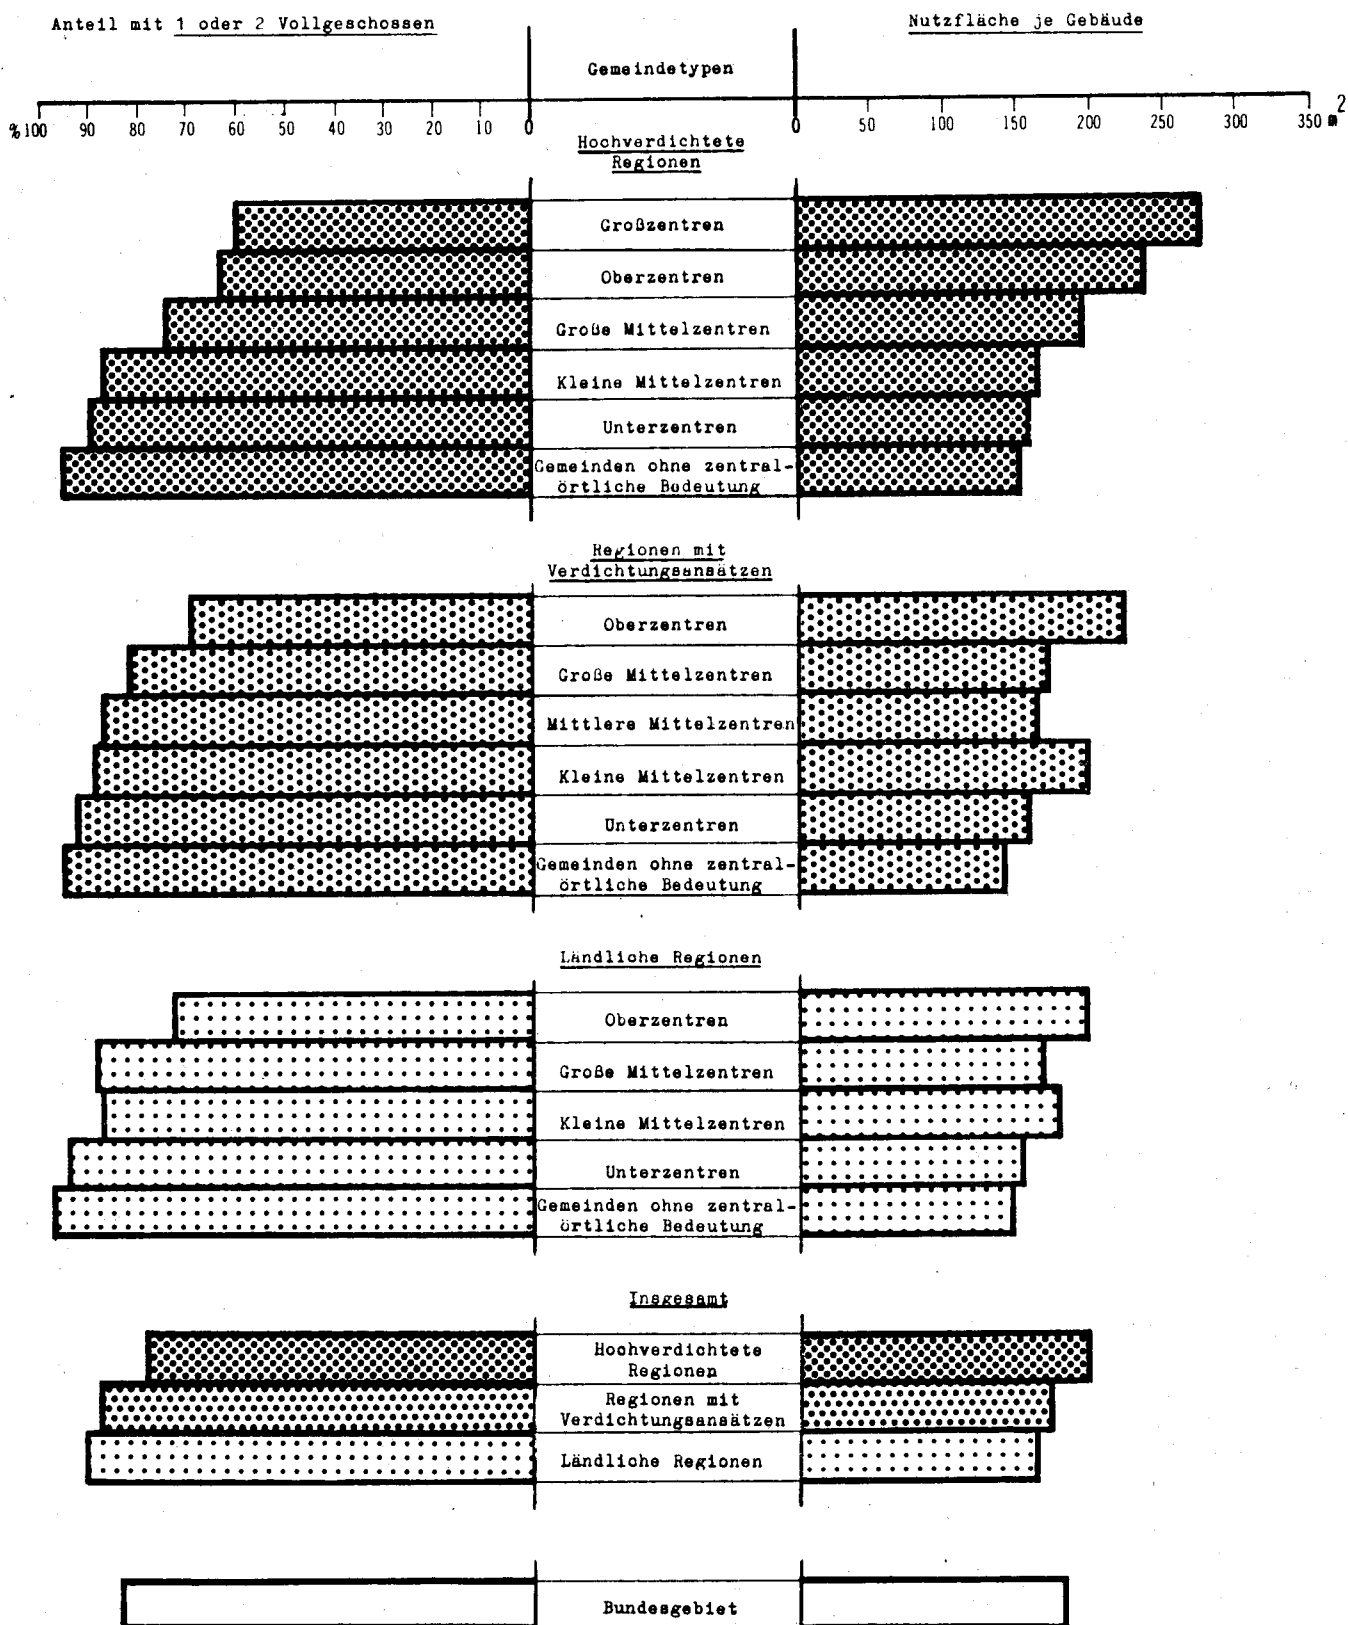 Anteil mit 1 oder 2 Vollgeschossen
Nutzfläche je Gebäude
Gemeindetypen
% 100 90 80 70 60 50 40 30 20 10 0
0 50 100 150 200 250 300 350 m²
Hochverdichtete
Regionen
Großzentren
Oberzentren
Große Mittelzentren
Kleine Mittelzentren
Unterzentren
Gemeinden ohne zentral-
örtliche Bedeutung
Regionen mit
Verdichtungsansätzen
Oberzentren
Große Mittelzentren
Mittlere Mittelzentren
Kleine Mittelzentren
Unterzentren
Gemeinden ohne zentral-
örtliche Bedeutung
Ländliche Regionen
Oberzentren
Große Mittelzentren
Kleine Mittelzentren
Unterzentren
Gemeinden ohne zentral-
örtliche Bedeutung
Insgesamt
Hochverdichtete
Regionen
Regionen mit
Verdichtungsansätzen
Ländliche Regionen
Bundesgebiet